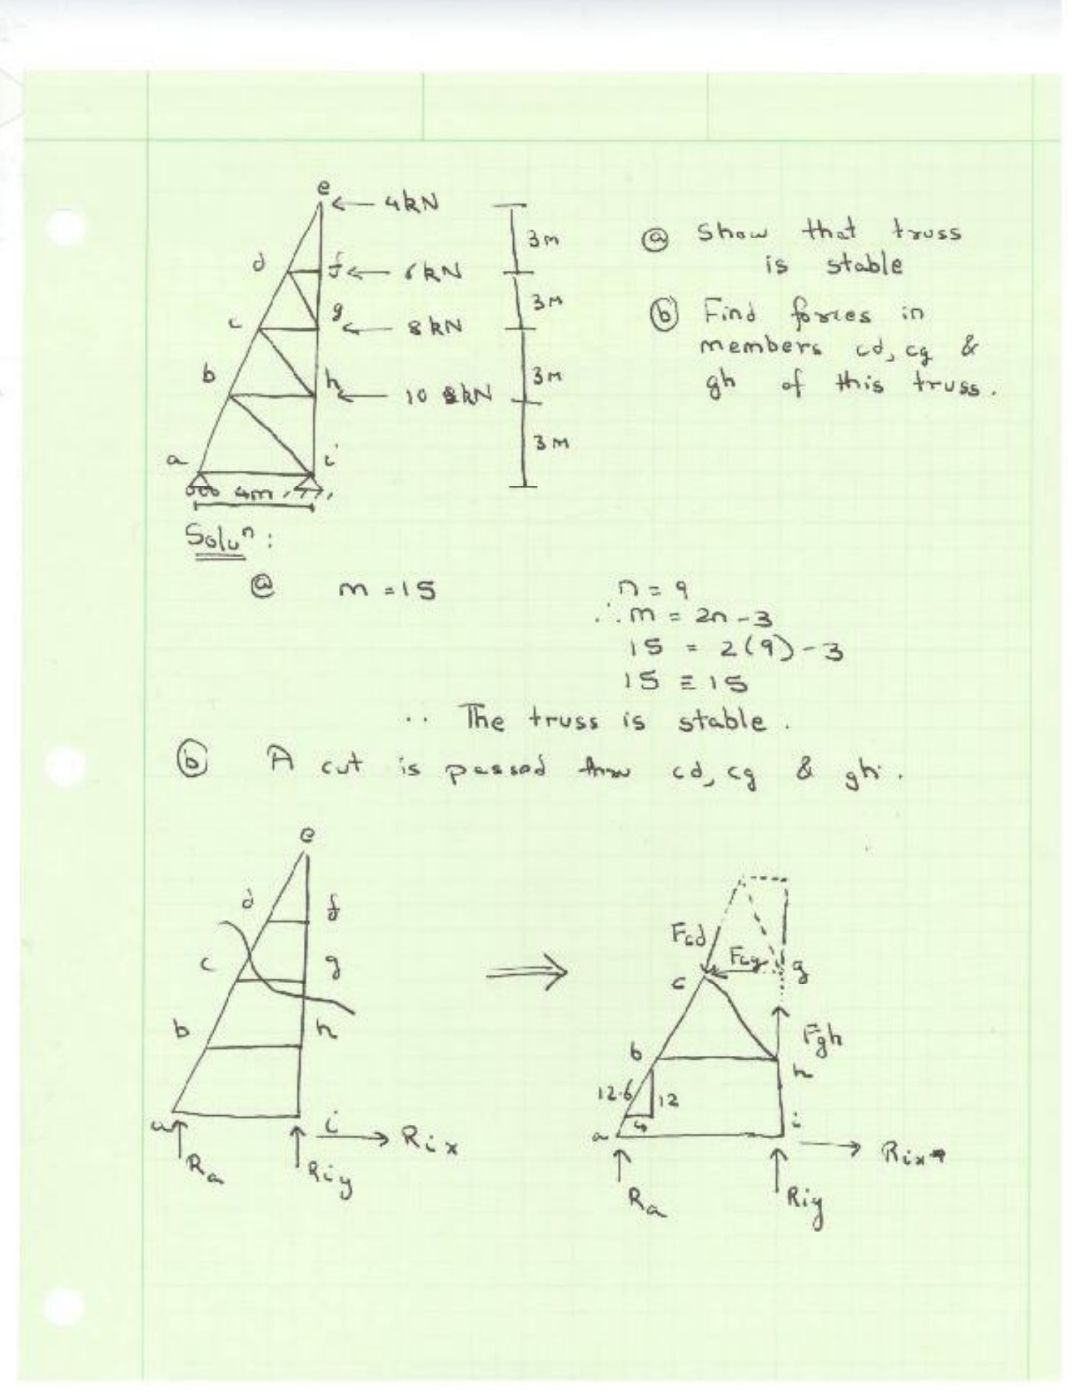 e
← 4kN
3m
ⓐ Show that truss
is stable
d
f ← 6kN
g
3m
ⓑ Find forces in
c
← 8 kN
members cd, cg &
b
h
← 10 kN
3m
gh of this truss.
3m
a
i
4m
Soluⁿ:
ⓐ m = 15
n = 9
∴ m = 2n - 3
15 = 2(9) - 3
15 ≡ 15
∴ The truss is stable.
ⓑ A cut is passed thru cd, cg & gh.
e
d
f
Fcd
Fcg
c
g
c
g
b
h
b
Fgh
h
12.6
12
4
a
i
→ Rix
a
i
→ Rix
Ra
Riy
Ra
Riy